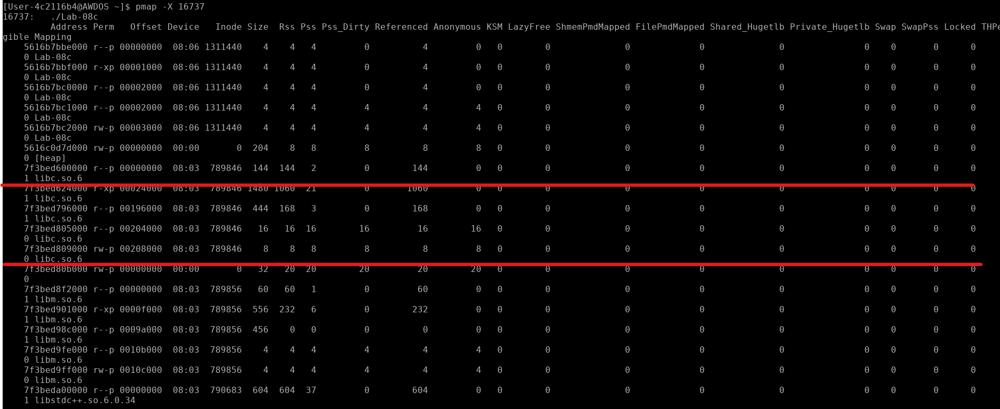 [User-4c2116b4@AWDOS ~]$ pmap -X 16737
16737:   ./Lab-08c
         Address Perm   Offset Device   Inode Size  Rss Pss Pss_Dirty Referenced Anonymous KSM LazyFree ShmemPmdMapped FilePmdMapped Shared_Hugetlb Private_Hugetlb Swap SwapPss Locked THPe
gible Mapping
    5616b7bbe000 r--p 00000000  08:06 1311440    4    4   4         0          4         0   0        0              0             0              0               0    0       0      0
    0 Lab-08c
    5616b7bbf000 r-xp 00001000  08:06 1311440    4    4   4         0          4         0   0        0              0             0              0               0    0       0      0
    0 Lab-08c
    5616b7bc0000 r--p 00002000  08:06 1311440    4    4   4         0          4         0   0        0              0             0              0               0    0       0      0
    0 Lab-08c
    5616b7bc1000 r--p 00002000  08:06 1311440    4    4   4         4          4         4   0        0              0             0              0               0    0       0      0
    0 Lab-08c
    5616b7bc2000 rw-p 00003000  08:06 1311440    4    4   4         4          4         4   0        0              0             0              0               0    0       0      0
    0 Lab-08c
    5616c0d7d000 rw-p 00000000  00:00       0  204    8   8         8          8         8   0        0              0             0              0               0    0       0      0
    0 [heap]
    7f3bed600000 r--p 00000000  08:03  789846  144  144   2         0        144         0   0        0              0             0              0               0    0       0      0
    1 libc.so.6
    7f3bed624000 r-xp 00024000  08:03  789846 1480 1060  21         0       1060         0   0        0              0             0              0               0    0       0      0
    1 libc.so.6
    7f3bed796000 r--p 00196000  08:03  789846  444  168   3         0        168         0   0        0              0             0              0               0    0       0      0
    1 libc.so.6
    7f3bed805000 r--p 00204000  08:03  789846   16   16  16        16         16        16   0        0              0             0              0               0    0       0      0
    0 libc.so.6
    7f3bed809000 rw-p 00208000  08:03  789846    8    8   8         8          8         8   0        0              0             0              0               0    0       0      0
    0 libc.so.6
    7f3bed80b000 rw-p 00000000  00:00       0   32   20  20        20         20        20   0        0              0             0              0               0    0       0      0
    0
    7f3bed8f2000 r--p 00000000  08:03  789856   60   60   1         0         60         0   0        0              0             0              0               0    0       0      0
    1 libm.so.6
    7f3bed901000 r-xp 0000f000  08:03  789856  556  232   6         0        232         0   0        0              0             0              0               0    0       0      0
    1 libm.so.6
    7f3bed98c000 r--p 0009a000  08:03  789856  456    0   0         0          0         0   0        0              0             0              0               0    0       0      0
    1 libm.so.6
    7f3bed9fe000 r--p 0010b000  08:03  789856    4    4   4         4          4         4   0        0              0             0              0               0    0       0      0
    0 libm.so.6
    7f3bed9ff000 rw-p 0010c000  08:03  789856    4    4   4         4          4         4   0        0              0             0              0               0    0       0      0
    0 libm.so.6
    7f3beda00000 r--p 00000000  08:03  790683  604  604  37         0        604         0   0        0              0             0              0               0    0       0      0
    1 libstdc++.so.6.0.34